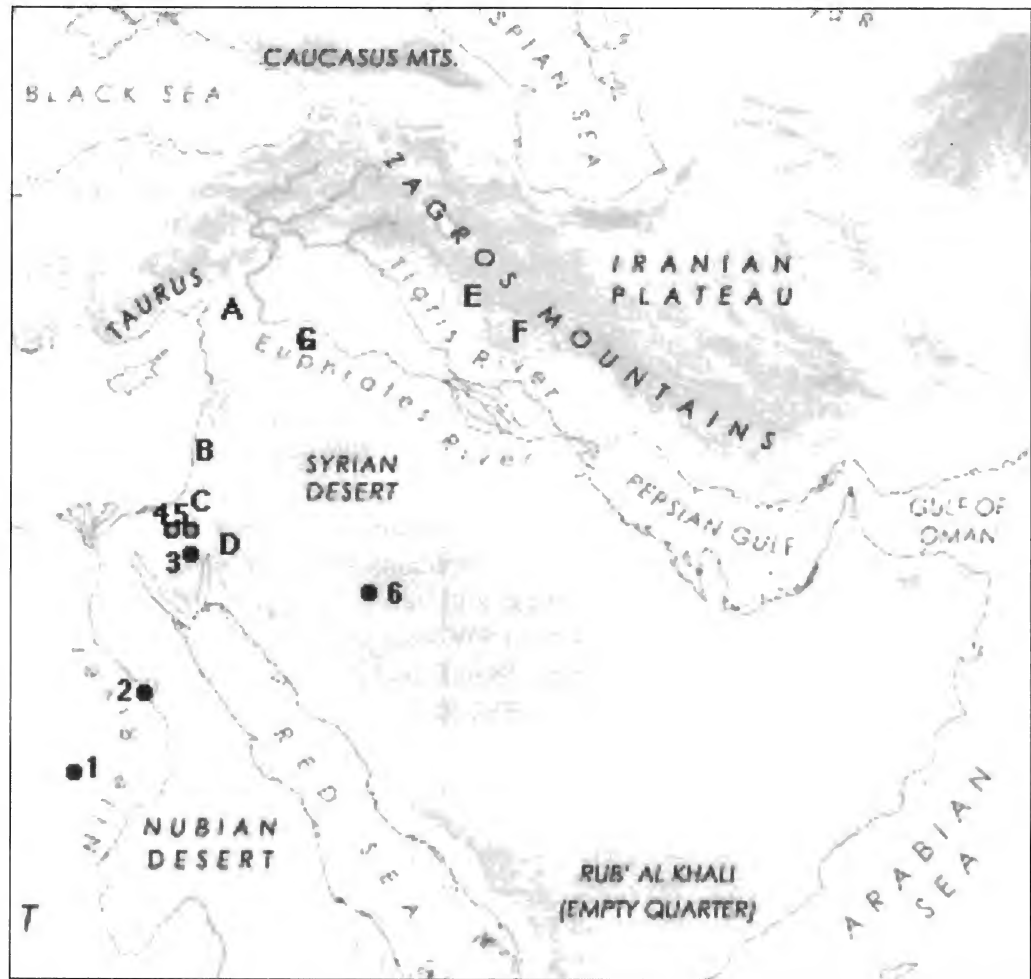 CAUCASUS MTS.
BLACK SEA
SPIAN SEA
ZAGROS MOUNTAINS
IRANIAN
PLATEAU
TAURUS
Tigris River
Euphrates River
A
G
E
F
B
SYRIAN
DESERT
C
4
5
D
3
6
PERSIAN GULF
GULF OF
OMAN
2
1
RED SEA
NUBIAN
DESERT
RUB' AL KHALI
(EMPTY QUARTER)
ARABIAN
SEA
T